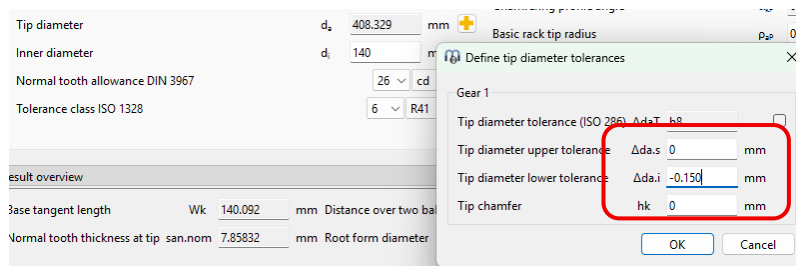 Tip diameter dₐ 408.329 mm
Inner diameter dᵢ 140
Normal tooth allowance DIN 3967 26 cd
Tolerance class ISO 1328 6 R41
Basic rack tip radius ρₐP 0
Define tip diameter tolerances
Gear 1
Tip diameter tolerance (ISO 286) ΔdaT h8
Tip diameter upper tolerance Δda.s 0 mm
Tip diameter lower tolerance Δda.i -0.150 mm
Tip chamfer hk 0 mm
OK Cancel
esult overview
Base tangent length Wk 140.092 mm Distance over two bal
Normal tooth thickness at tip san.nom 7.85832 mm Root form diameter